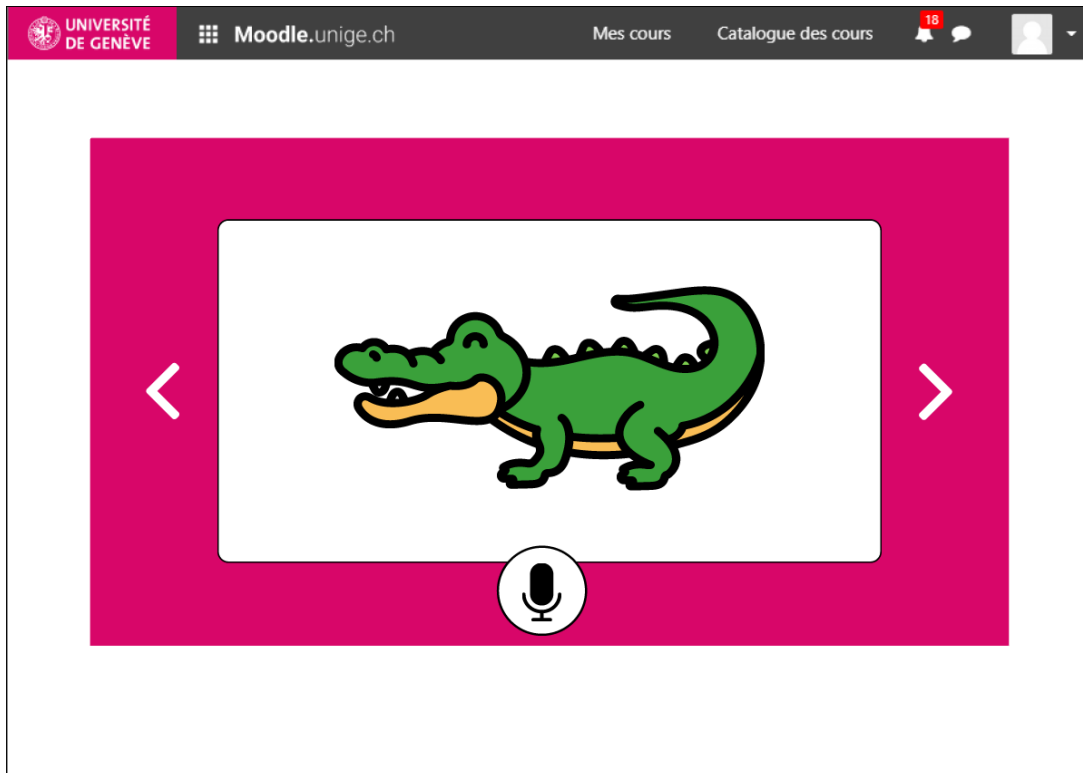 UNIVERSITÉ
DE GENÈVE
Moodle.unige.ch
Mes cours
Catalogue des cours
18